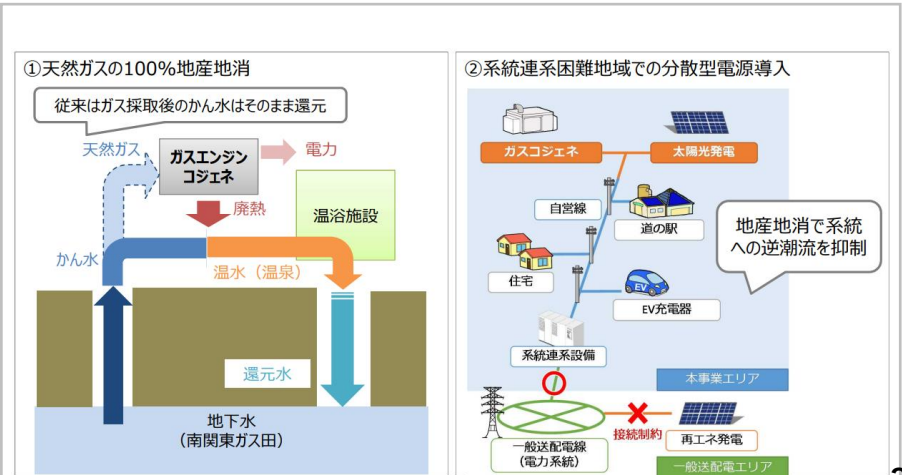 ①天然ガスの100%地産地消
従来はガス採取後のかん水はそのまま還元
天然ガス
ガスエンジン
コジェネ
電力
廃熱
温浴施設
かん水
温水（温泉）
還元水
地下水
（南関東ガス田）
②系統連系困難地域での分散型電源導入
ガスコジェネ
太陽光発電
自営線
道の駅
地産地消で系統
への逆潮流を抑制
住宅
EV
EV充電器
系統連系設備
本事業エリア
接続制約
再エネ発電
一般送配電線
（電力系統）
一般送配電エリア